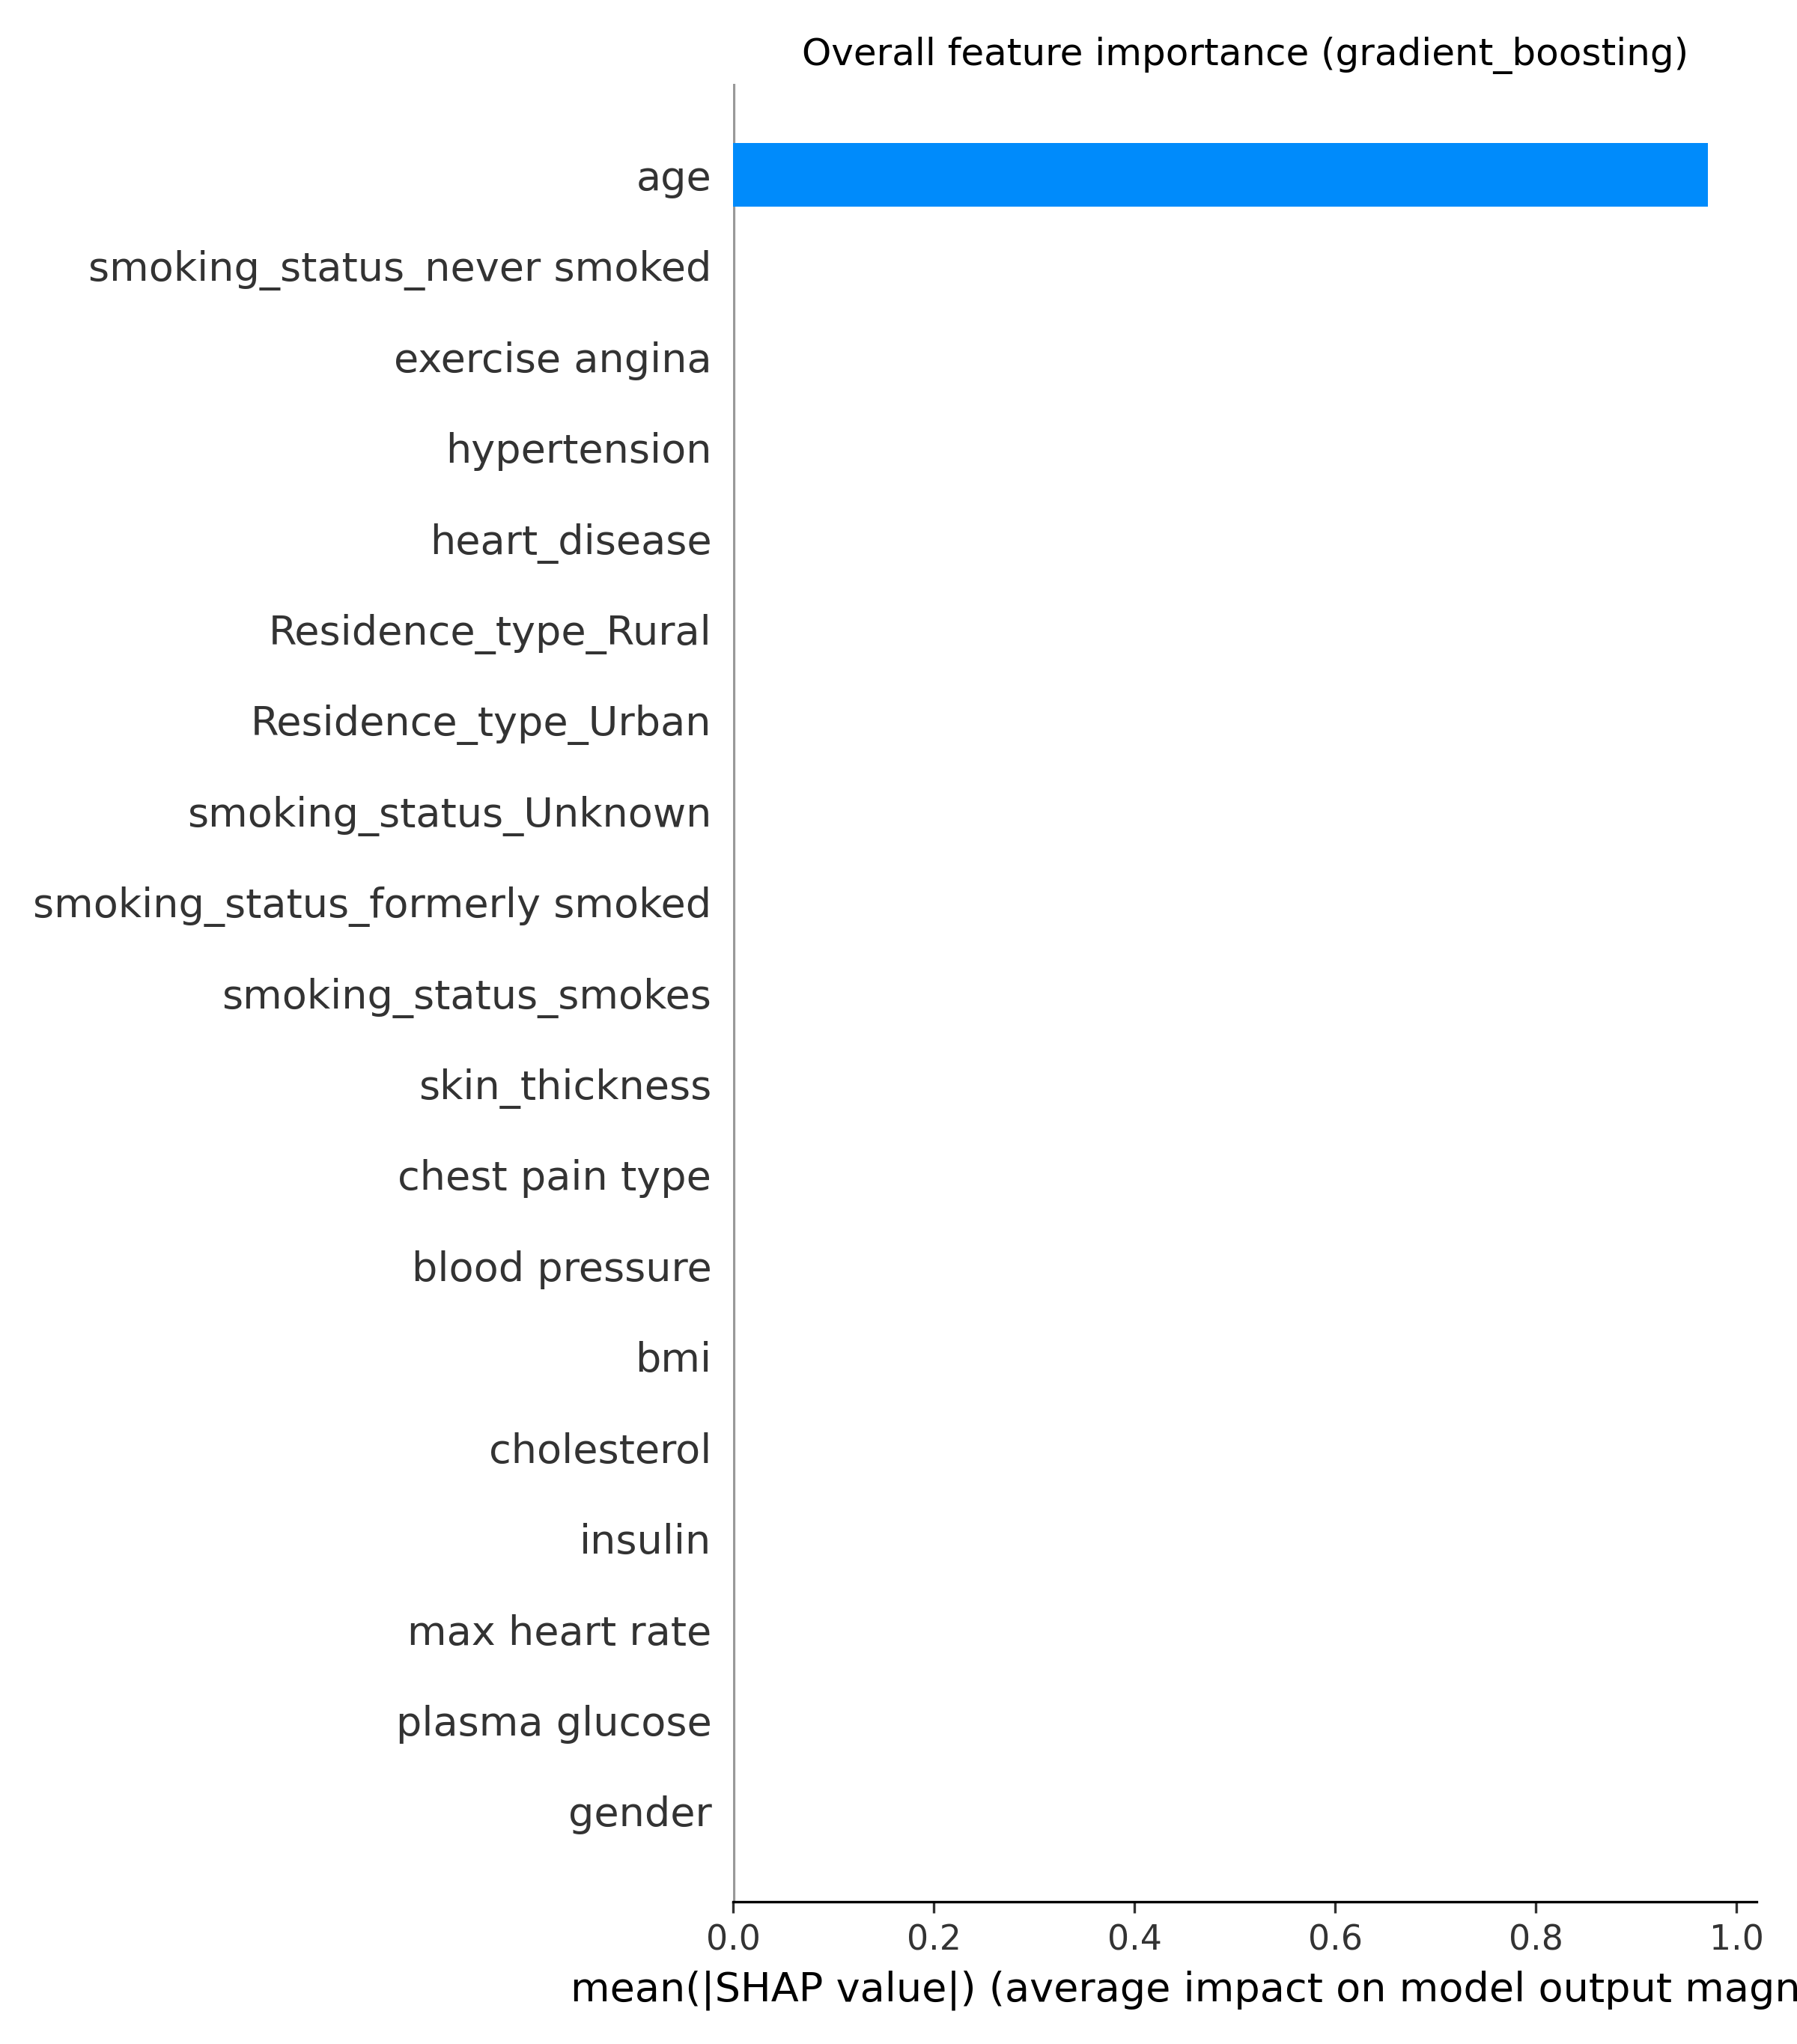 Overall feature importance (gradient_boosting)
age
smoking_status_never smoked
exercise angina
hypertension
heart_disease
Residence_type_Rural
Residence_type_Urban
smoking_status_Unknown
smoking_status_formerly smoked
smoking_status_smokes
skin_thickness
chest pain type
blood pressure
bmi
cholesterol
insulin
max heart rate
plasma glucose
gender
0.0 0.2 0.4 0.6 0.8 1.0
mean(|SHAP value|) (average impact on model output magn